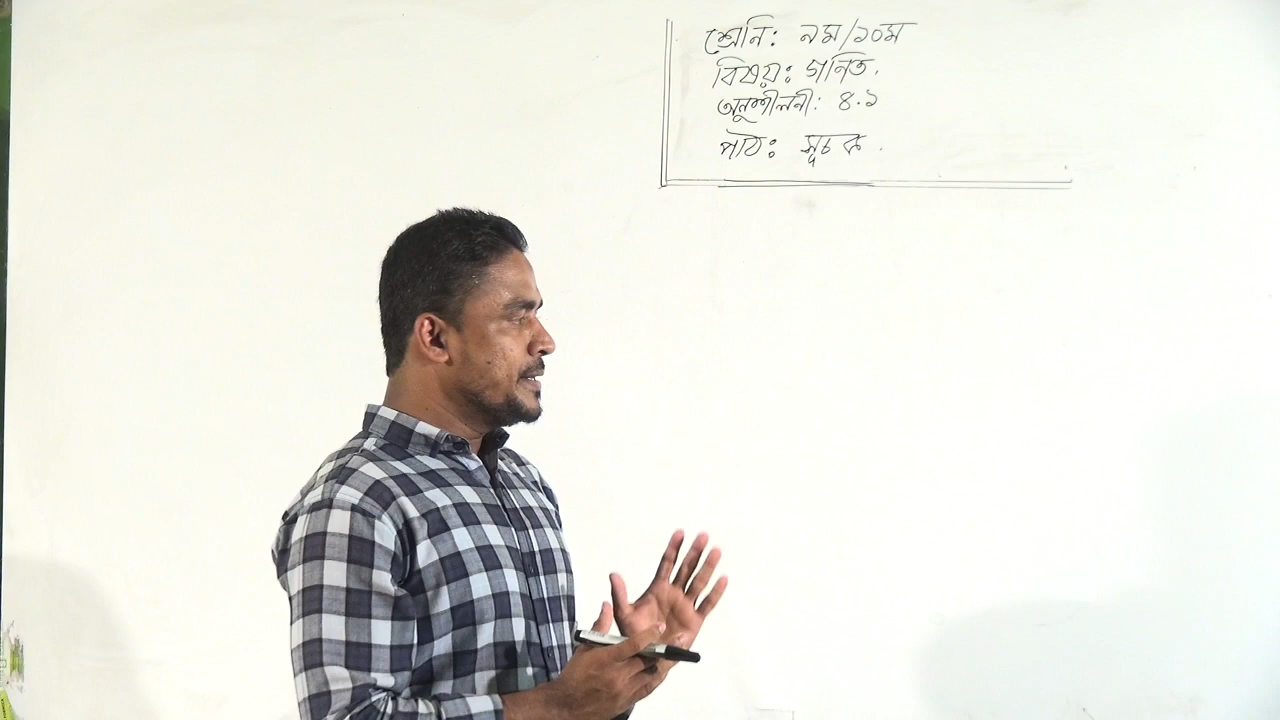 শ্রেনি: ৯ম/১০ম
বিষয়: গনিত.
অনুশীলনী: ৪.১
পাঠ: সূচক.